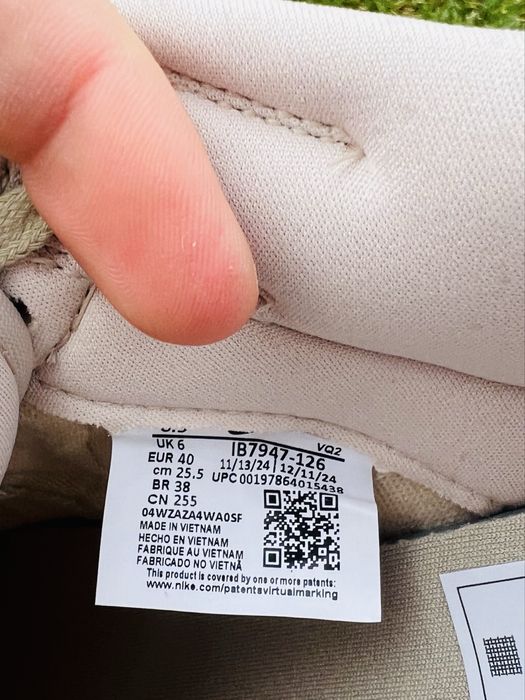 UK 6
EUR 40
cm 25.5
BR 38
CN 255
IB7947-126 VQ2
11/13/24 | 12/11/24
UPC 00197864015438
04WZAZA4WA0SF
MADE IN VIETNAM
HECHO EN VIETNAM
FABRIQUE AU VIETNAM
FABRICADO NO VIETNÃ
This product is covered by one or more patents:
www.nike.com/patentsvirtualmarking